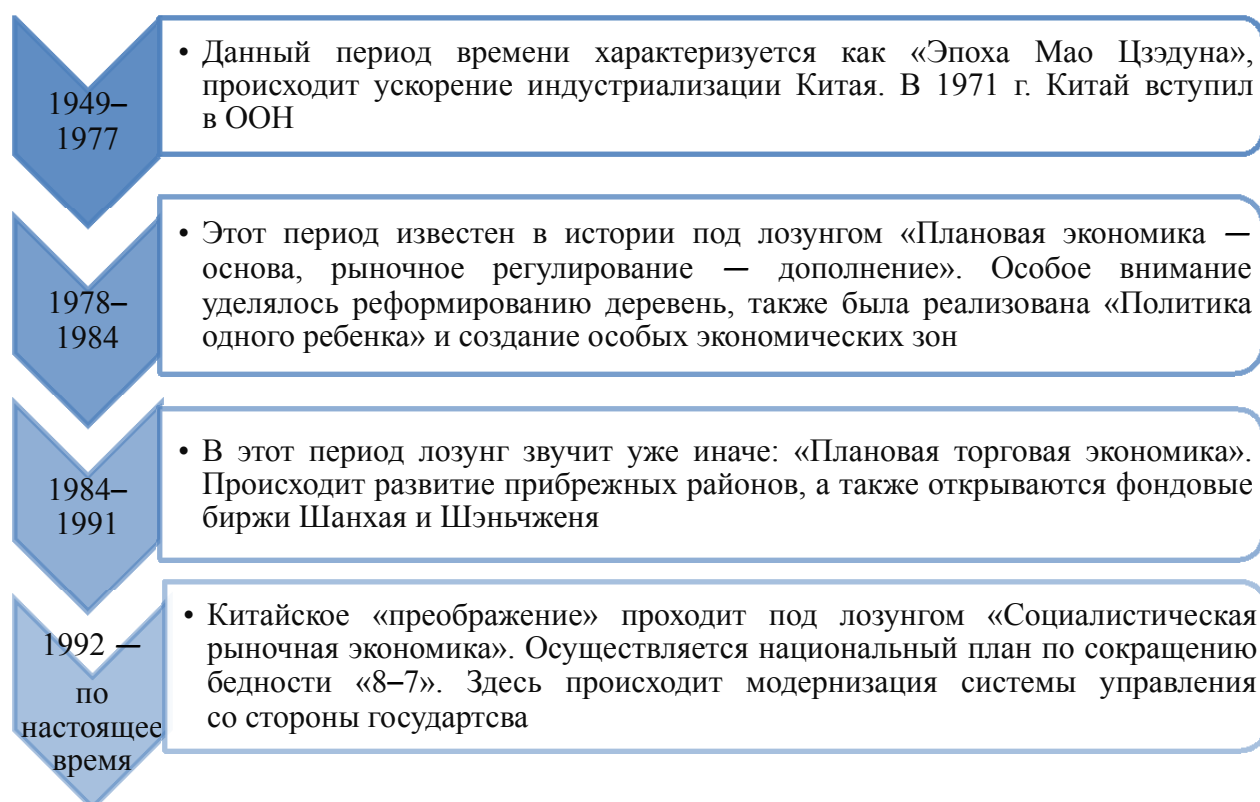 1949–
1977
• Данный период времени характеризуется как «Эпоха Мао Цзэдуна»,
происходит ускорение индустриализации Китая. В 1971 г. Китай вступил
в ООН
1978–
1984
• Этот период известен в истории под лозунгом «Плановая экономика —
основа, рыночное регулирование — дополнение». Особое внимание
уделялось реформированию деревень, также была реализована «Политика
одного ребенка» и создание особых экономических зон
1984–
1991
• В этот период лозунг звучит уже иначе: «Плановая торговая экономика».
Происходит развитие прибрежных районов, а также открываются фондовые
биржи Шанхая и Шэньчженя
1992 —
по
настоящее
время
• Китайское «преображение» проходит под лозунгом «Социалистическая
рыночная экономика». Осуществляется национальный план по сокращению
бедности «8–7». Здесь происходит модернизация системы управления
со стороны государтсва